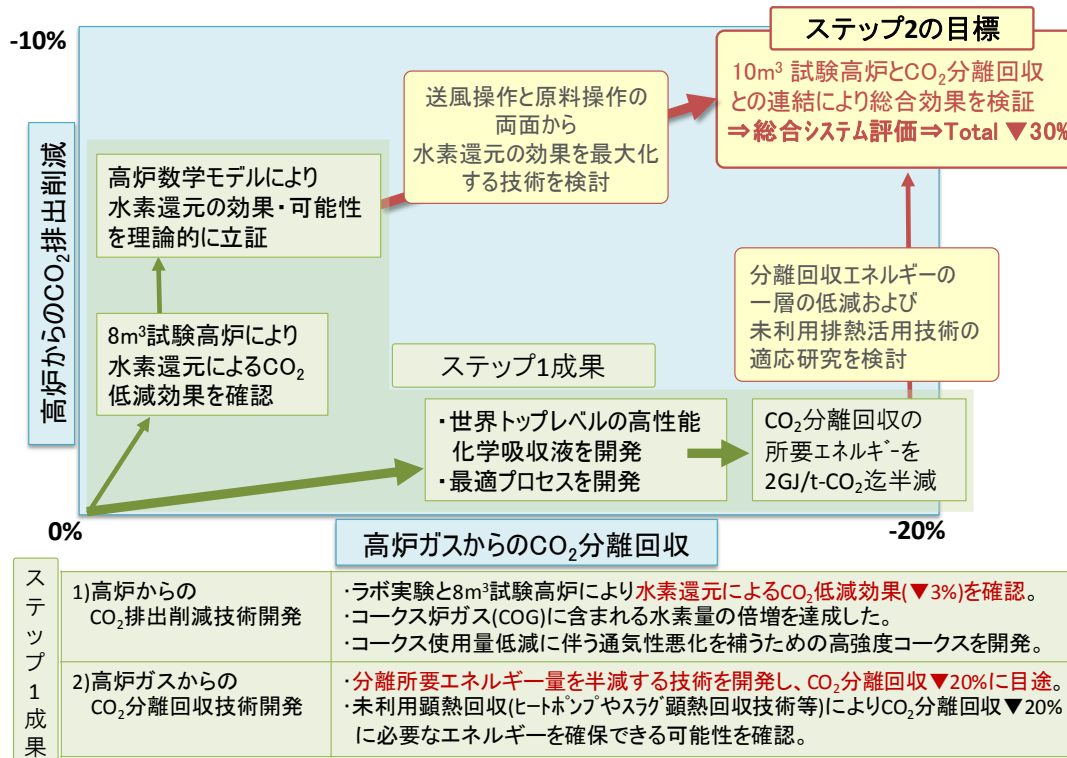 -10%
ステップ2の目標
10m³ 試験高炉とCO₂分離回収
との連結により総合効果を検証
⇒総合システム評価⇒Total ▼30%
送風操作と原料操作の
両面から
水素還元の効果を最大化
する技術を検討
高炉からのCO₂排出削減
高炉数学モデルにより
水素還元の効果・可能性
を理論的に立証
分離回収エネルギーの
一層の低減および
未利用排熱活用技術の
適応研究を検討
8m³試験高炉により
水素還元によるCO₂
低減効果を確認
ステップ1成果
・世界トップレベルの高性能
化学吸収液を開発
・最適プロセスを開発
CO₂分離回収の
所要エネルギーを
2GJ/t-CO₂迄半減
0%
高炉ガスからのCO₂分離回収
-20%
ステップ1成果
1)高炉からの
CO₂排出削減技術開発
・ラボ実験と8m³試験高炉により水素還元によるCO₂低減効果(▼3%)を確認。
・コークス炉ガス(COG)に含まれる水素量の倍増を達成した。
・コークス使用量低減に伴う通気性悪化を補うための高強度コークスを開発。
2)高炉ガスからの
CO₂分離回収技術開発
・分離所要エネルギー量を半減する技術を開発し、CO₂分離回収▼20%に目途。
・未利用顕熱回収(ヒートポンプやスラグ顕熱回収技術等)によりCO₂分離回収▼20%
に必要なエネルギーを確保できる可能性を確認。